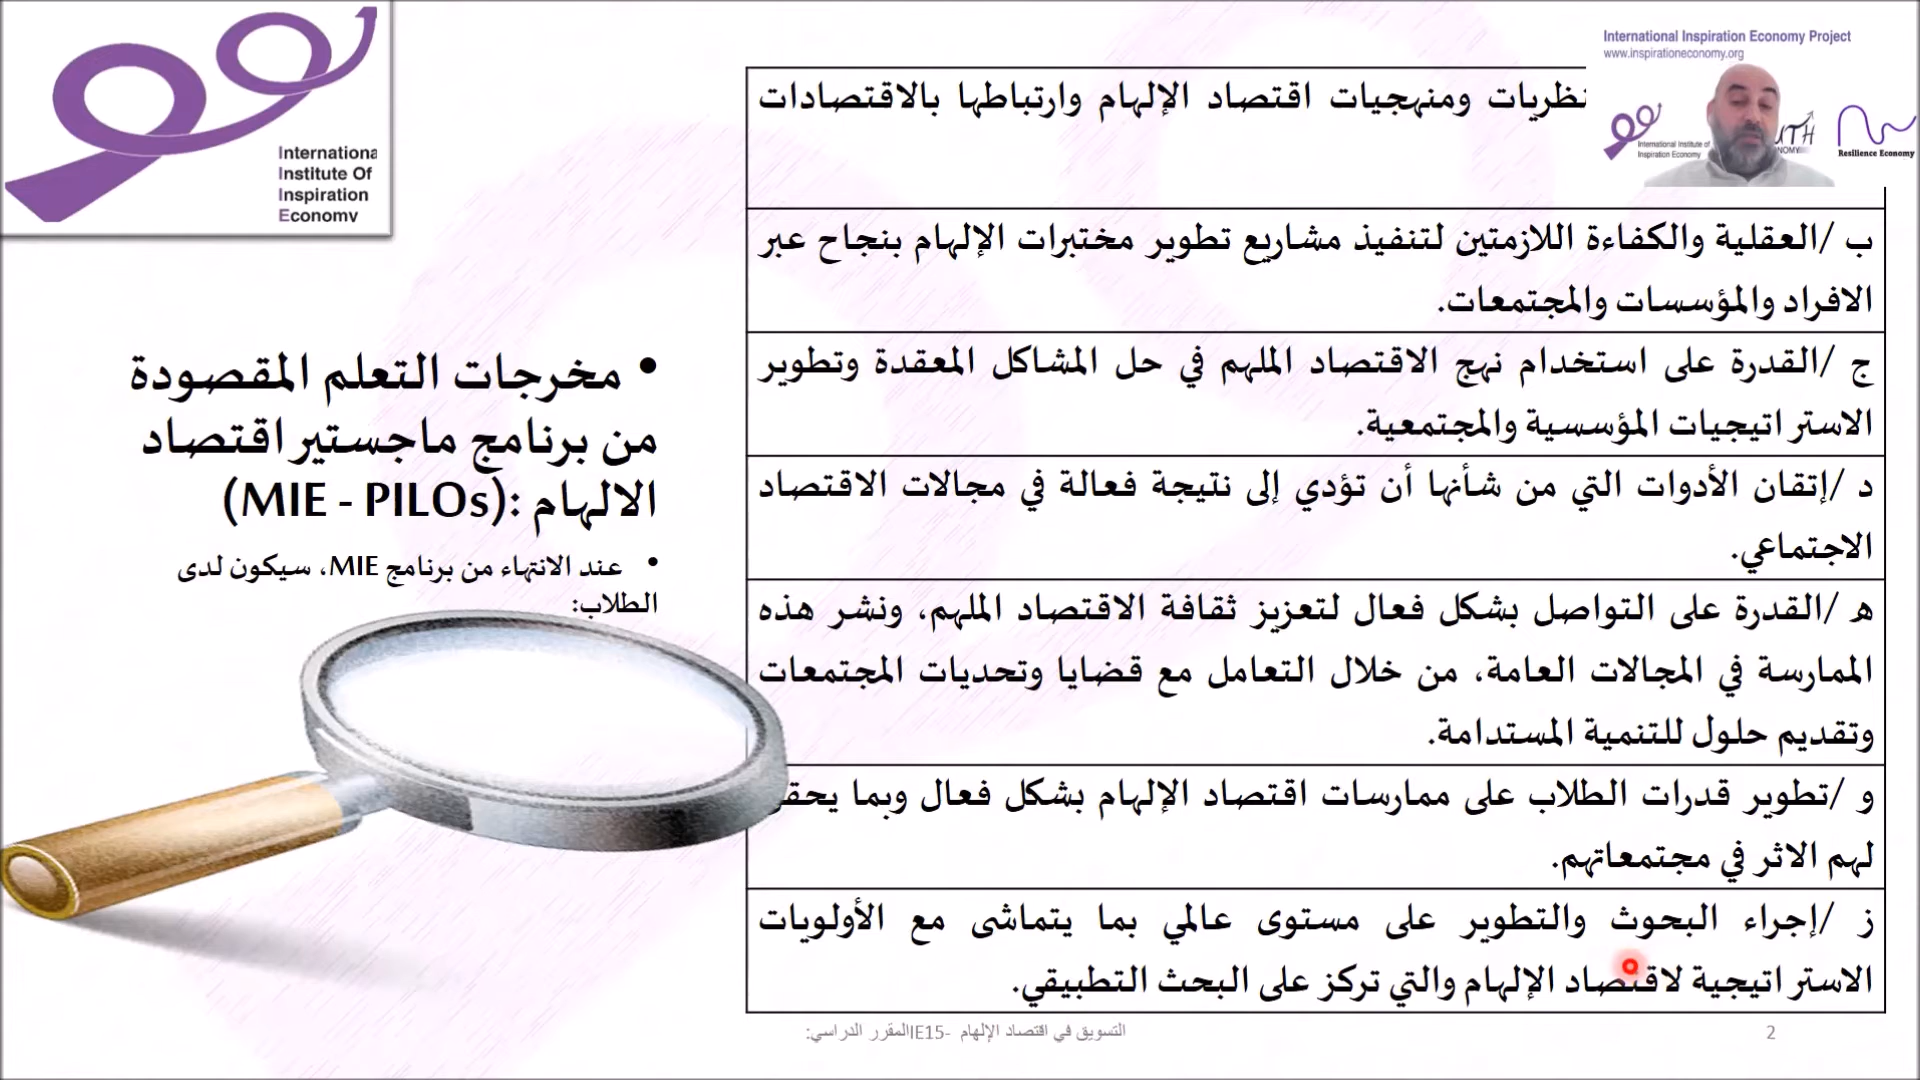 Internationa
Institute Of
Inspiration
Economy
International Inspiration Economy Project
www.inspirationeconomy.org
International Institute of
Inspiration Economy
UTH
NOMY
Resilience Economy
• مخرجات التعلم المقصودة
من برنامج ماجستير اقتصاد
الالهام :(MIE - PILOs)
• عند الانتهاء من برنامج MIE، سيكون لدى
الطلاب:
نظريات ومنهجيات اقتصاد الإلهام وارتباطها بالاقتصادات
ب /العقلية والكفاءة اللازمتين لتنفيذ مشاريع تطوير مختبرات الإلهام بنجاح عبر
الافراد والمؤسسات والمجتمعات.
ج /القدرة على استخدام نهج الاقتصاد الملهم في حل المشاكل المعقدة وتطوير
الاستراتيجيات المؤسسية والمجتمعية.
د /إتقان الأدوات التي من شأنها أن تؤدي إلى نتيجة فعالة في مجالات الاقتصاد
الاجتماعي.
ه /القدرة على التواصل بشكل فعال لتعزيز ثقافة الاقتصاد الملهم، ونشر هذه
الممارسة في المجالات العامة، من خلال التعامل مع قضايا وتحديات المجتمعات
وتقديم حلول للتنمية المستدامة.
و /تطوير قدرات الطلاب على ممارسات اقتصاد الإلهام بشكل فعال وبما يحق
لهم الاثر في مجتمعاتهم.
ز /إجراء البحوث والتطوير على مستوى عالمي بما يتماشى مع الأولويات
الاستراتيجية لاقتصاد الإلهام والتي تركز على البحث التطبيقي.
التسويق في اقتصاد الإلهام -IE15المقرر الدراسي:
2